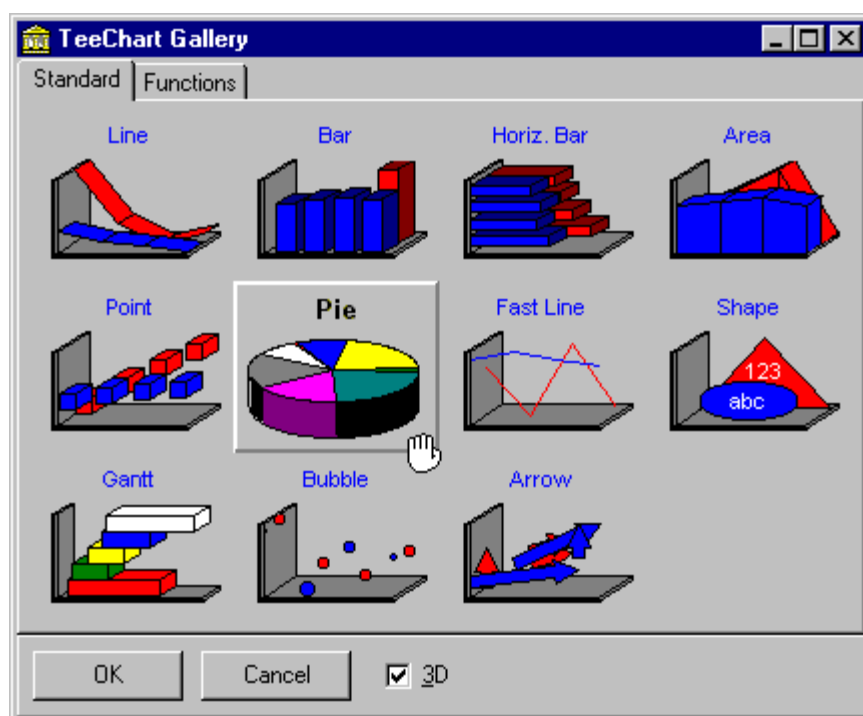 TeeChart Gallery
Standard Functions
Line Bar Horiz. Bar Area
Point Pie Fast Line Shape
123
abc
Gantt Bubble Arrow
OK Cancel 3D